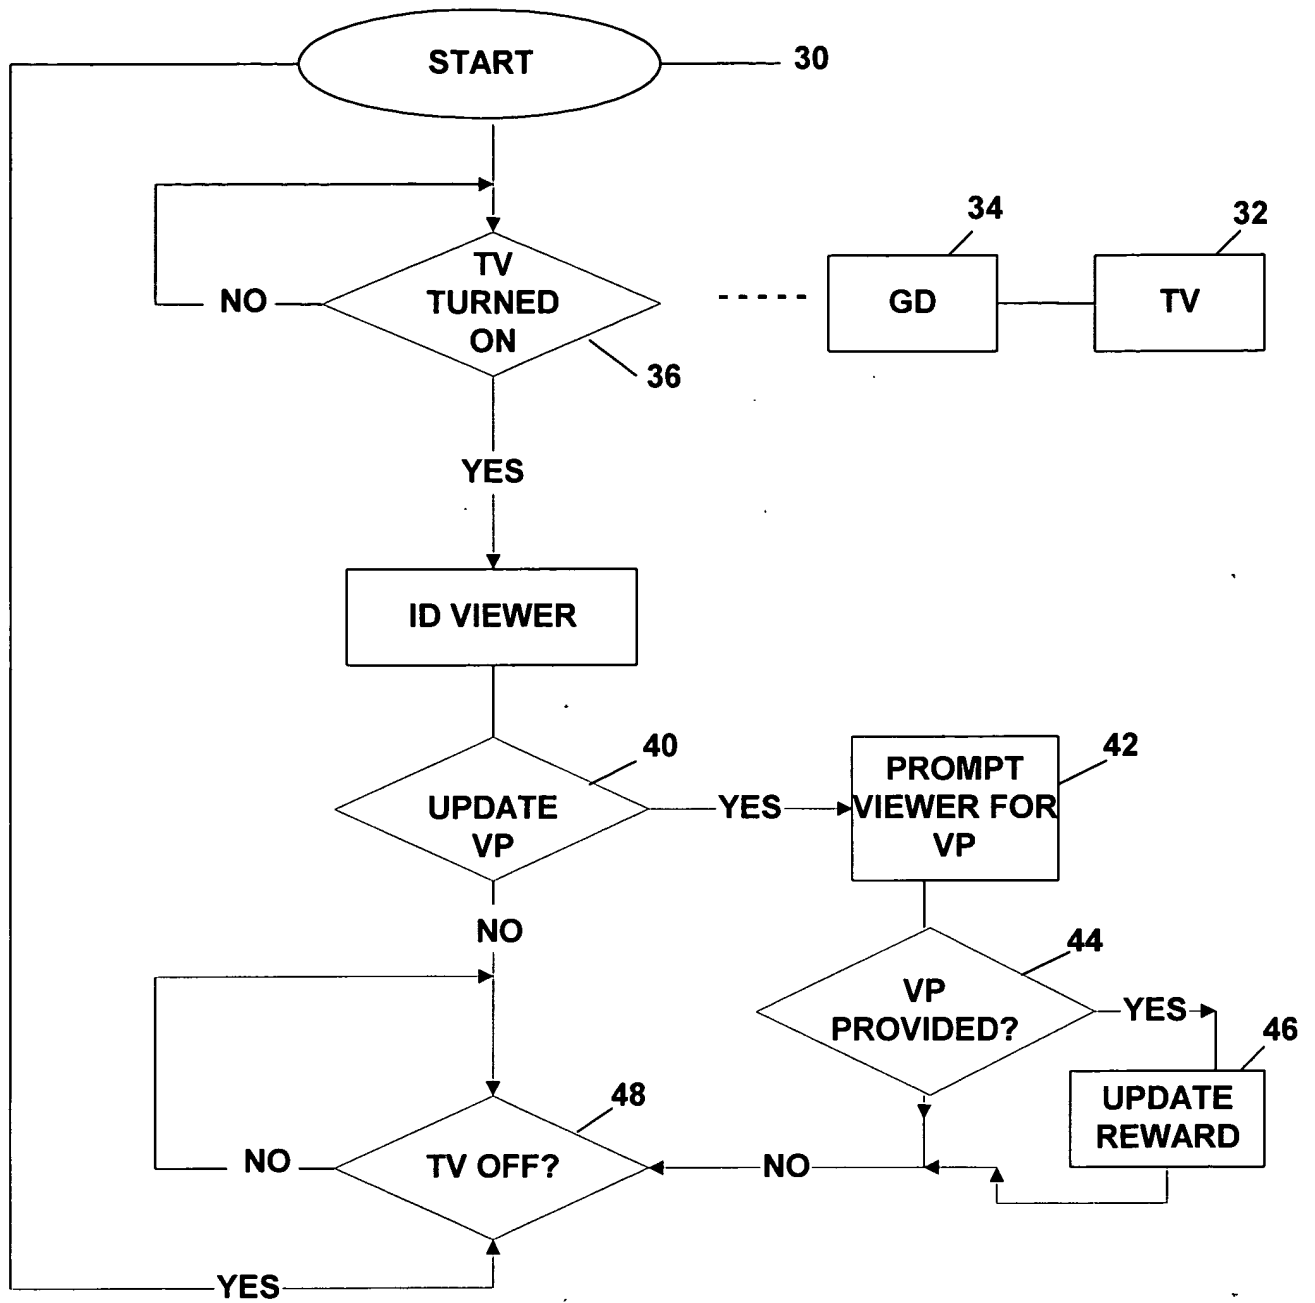 START
30
34
32
TV
TURNED
ON
NO
GD
TV
36
YES
ID VIEWER
40
42
UPDATE
VP
YES
PROMPT
VIEWER FOR
VP
NO
44
VP
PROVIDED?
YES
46
UPDATE
REWARD
48
TV OFF?
NO
NO
YES